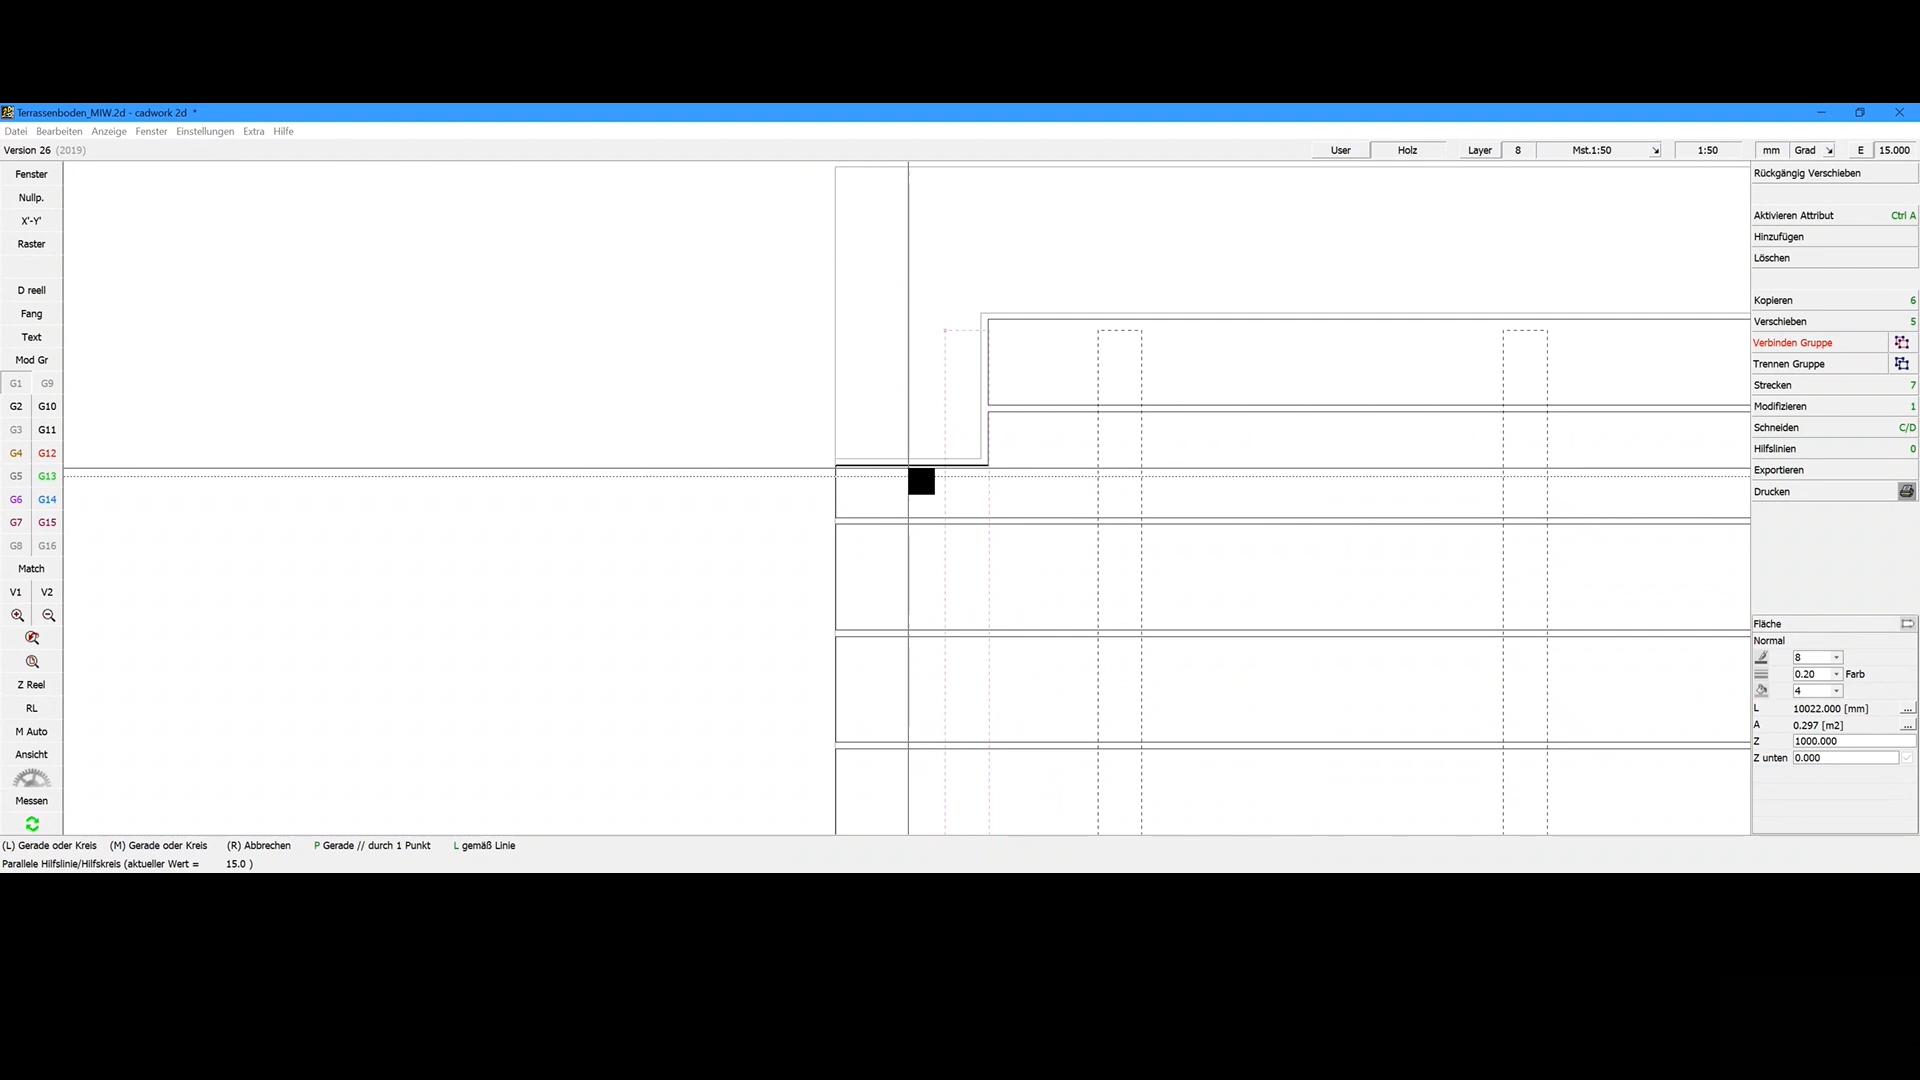 Terrassenboden_MIW.2d - cadwork 2d *
Datei Bearbeiten Anzeige Fenster Einstellungen Extra Hilfe
Version 26 (2019)
User Holz Layer 8 Mst.1:50 1:50 mm Grad E 15.000
Fenster
Nullp.
X'-Y'
Raster
D reell
Fang
Text
Mod Gr
G1 G9
G2 G10
G3 G11
G4 G12
G5 G13
G6 G14
G7 G15
G8 G16
Match
V1 V2
Z Reel
RL
M Auto
Ansicht
Messen
Rückgängig Verschieben
Aktivieren Attribut Ctrl A
Hinzufügen
Löschen
Kopieren 6
Verschieben 5
Verbinden Gruppe
Trennen Gruppe
Strecken 7
Modifizieren 1
Schneiden C/D
Hilfslinien 0
Exportieren
Drucken
Fläche
Normal
8
0.20 Farb
4
L 10022.000 [mm] ...
A 0.297 [m2] ...
Z 1000.000
Z unten 0.000
(L) Gerade oder Kreis (M) Gerade oder Kreis (R) Abbrechen P Gerade // durch 1 Punkt L gemäß Linie
Parallele Hilfslinie/Hilfskreis (aktueller Wert = 15.0 )